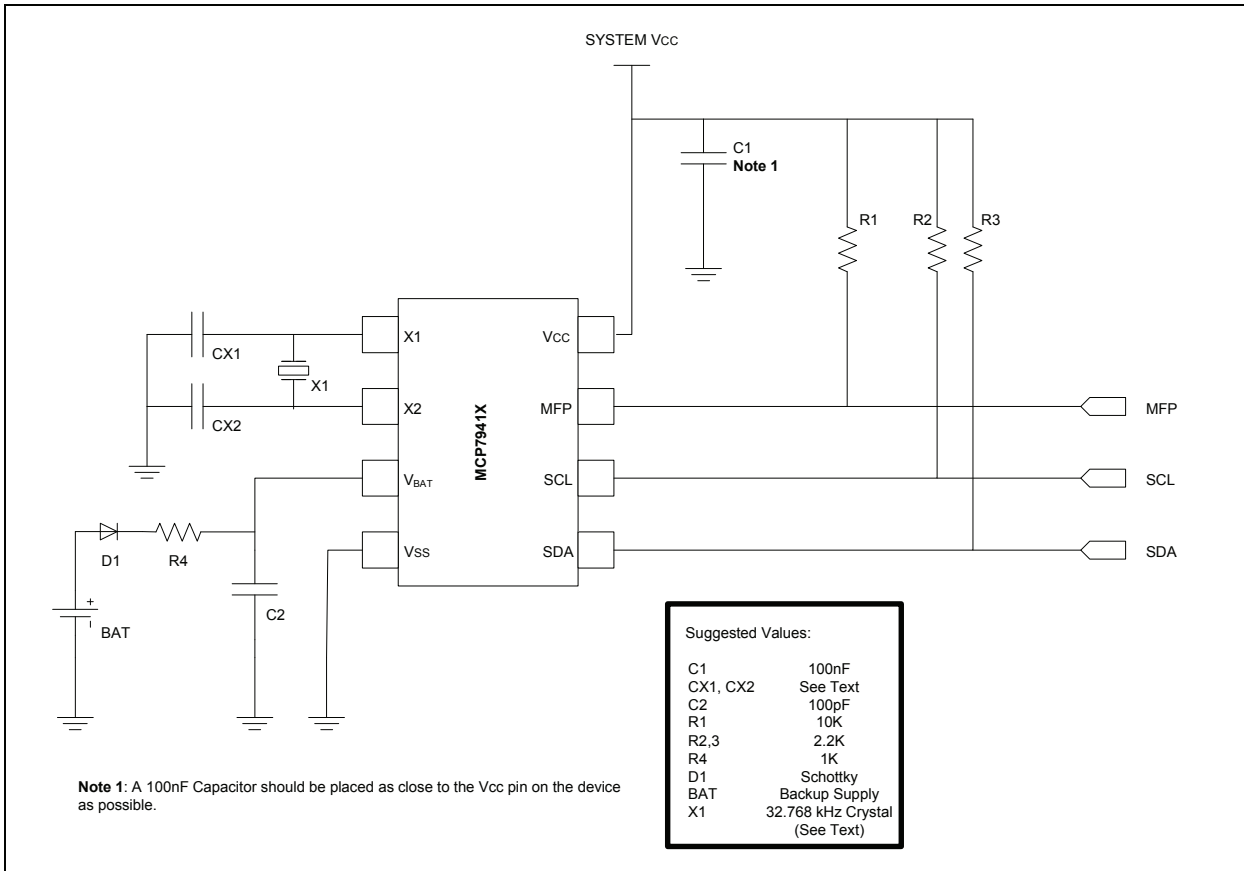 SYSTEM VCC
C1
Note 1
R1
R2
R3
CX1
X1
CX2
X1
X2
VBAT
VSS
MCP7941X
VCC
MFP
SCL
SDA
MFP
SCL
SDA
D1
R4
C2
+
-
BAT
Suggested Values:
C1 100nF
CX1, CX2 See Text
C2 100pF
R1 10K
R2,3 2.2K
R4 1K
D1 Schottky
BAT Backup Supply
X1 32.768 kHz Crystal
(See Text)
Note 1: A 100nF Capacitor should be placed as close to the Vcc pin on the device
as possible.